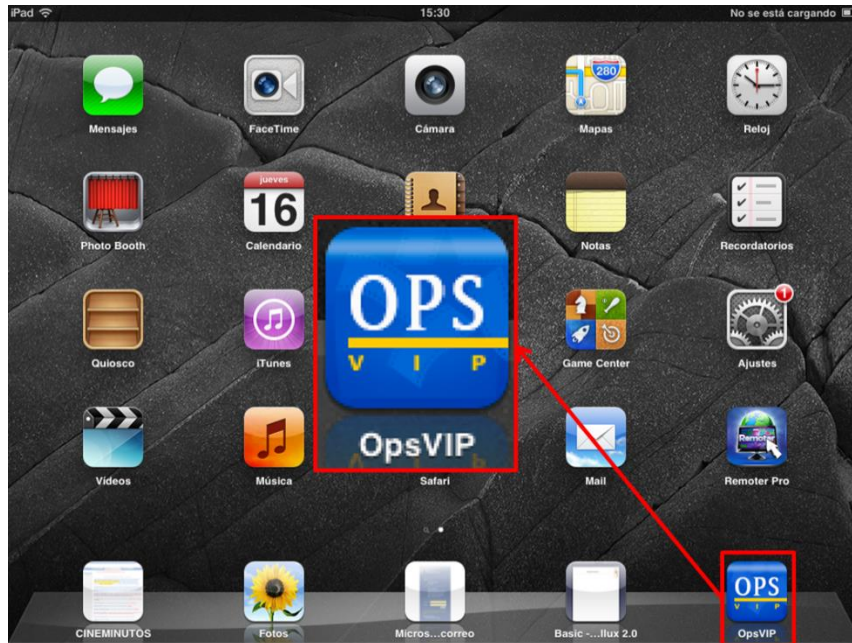 iPad
15:30
No se está cargando
280
Mensajes
FaceTime
Cámara
Mapas
Reloj
jueves
16
Photo Booth
Calendario
Notas
Recordatorios
OPS
V I P
OpsVIP
1
Quiosco
iTunes
Game Center
Ajustes
Remoter
Vídeos
Música
Safari
Mail
Remoter Pro
OPS
V I P
CINEMINUTOS
Fotos
Micros...correo
Basic -...llux 2.0
OpsVIP